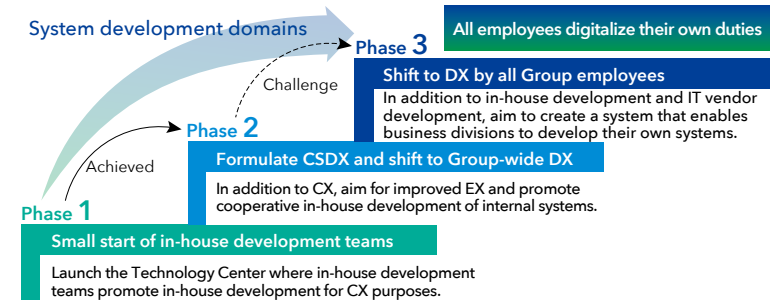 System development domains
All employees digitalize their own duties
Phase 3
Shift to DX by all Group employees
In addition to in-house development and IT vendor
development, aim to create a system that enables
business divisions to develop their own systems.
Challenge
Phase 2
Formulate CSDX and shift to Group-wide DX
In addition to CX, aim for improved EX and promote
cooperative in-house development of internal systems.
Achieved
Phase 1
Small start of in-house development teams
Launch the Technology Center where in-house development
teams promote in-house development for CX purposes.